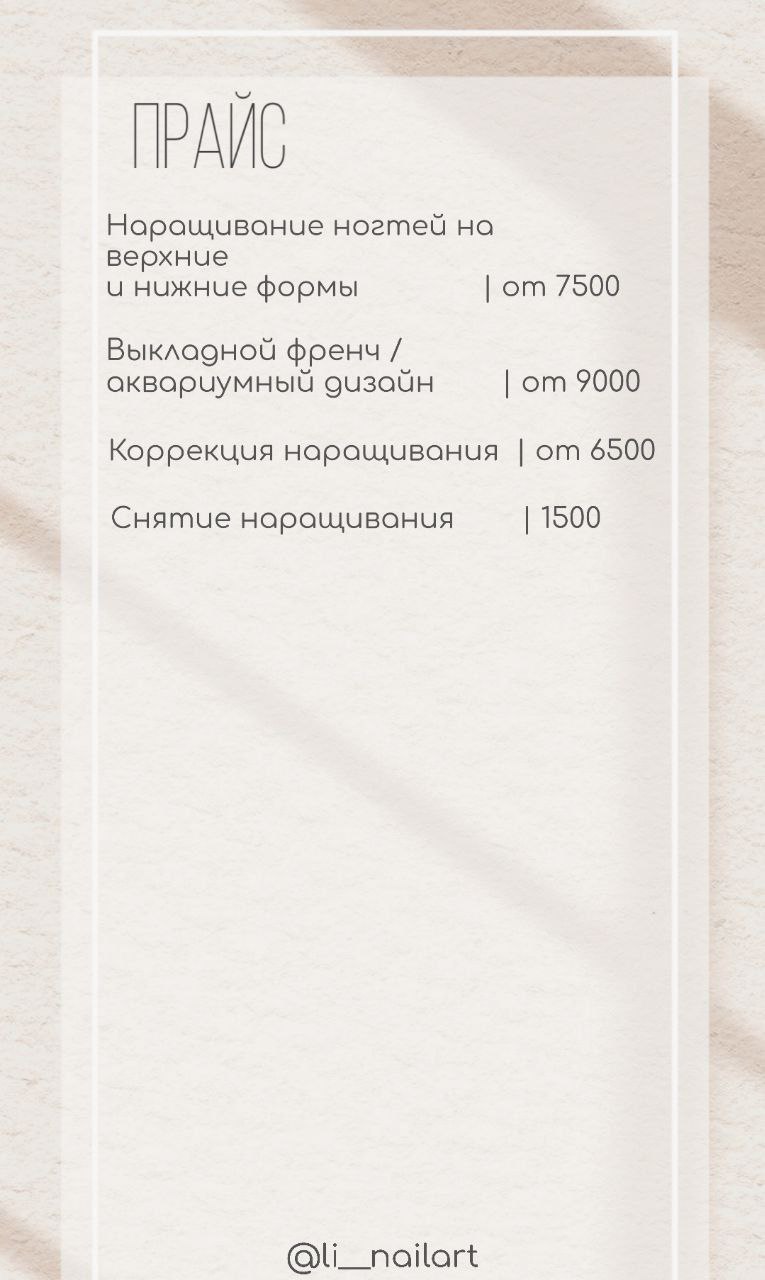 ПРАЙС
Наращивание ногтей на
верхние
и нижние формы | от 7500
Выкладной френч /
аквариумный дизайн | от 9000
Коррекция наращивания | от 6500
Снятие наращивания | 1500
@li__nailart